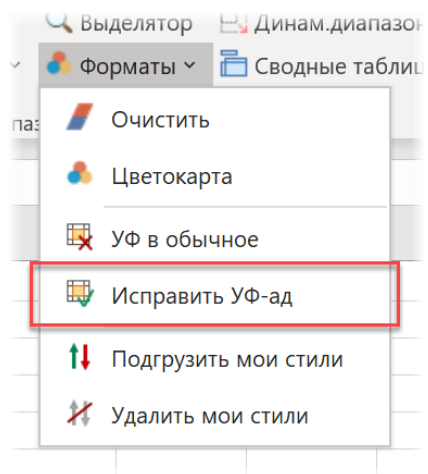 Выделятор Динам.диапазон
Форматы Сводные таблиц
паз
Очистить
Цветокарта
УФ в обычное
Исправить УФ-ад
Подгрузить мои стили
Удалить мои стили